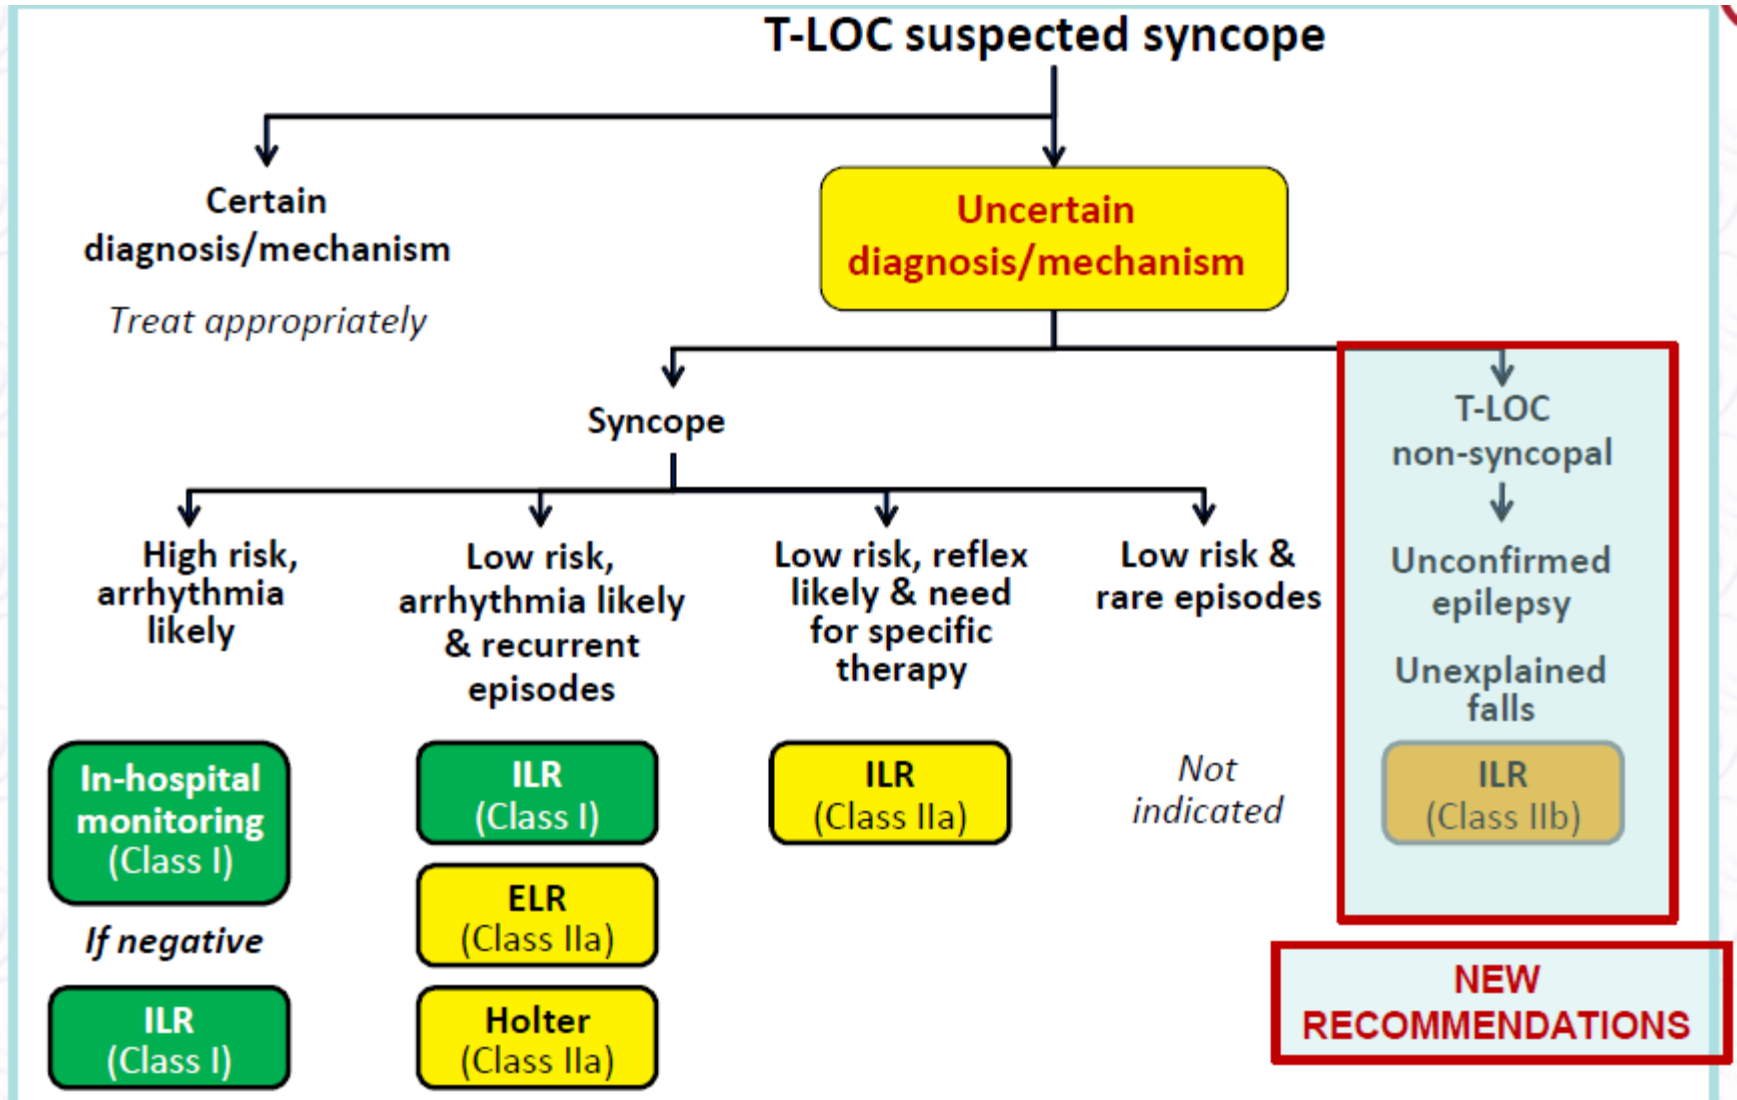 T-LOC suspected syncope
Certain
diagnosis/mechanism
Treat appropriately
Uncertain
diagnosis/mechanism
Syncope
T-LOC
non-syncopal
High risk,
arrhythmia
likely
Low risk,
arrhythmia likely
& recurrent
episodes
Low risk, reflex
likely & need
for specific
therapy
Low risk &
rare episodes
Unconfirmed
epilepsy
Unexplained
falls
In-hospital
monitoring
(Class I)
If negative
ILR
(Class I)
ILR
(Class I)
ELR
(Class IIa)
Holter
(Class IIa)
ILR
(Class IIa)
Not
indicated
ILR
(Class IIb)
NEW
RECOMMENDATIONS